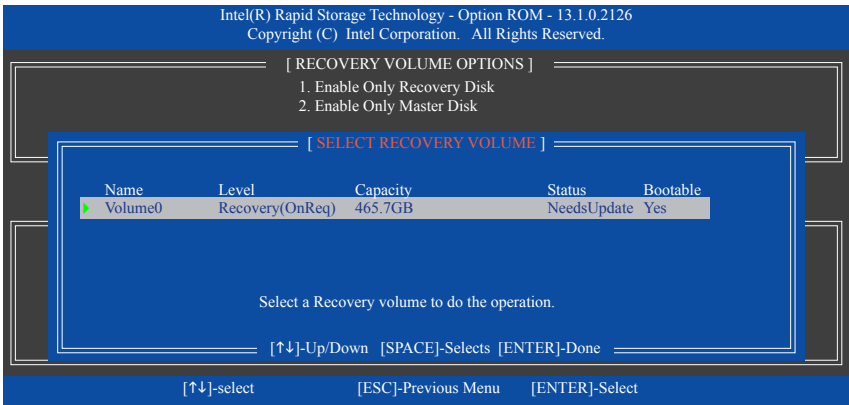 Intel(R) Rapid Storage Technology - Option ROM - 13.1.0.2126
Copyright (C) Intel Corporation. All Rights Reserved.
[ RECOVERY VOLUME OPTIONS ]
1. Enable Only Recovery Disk
2. Enable Only Master Disk
[ SELECT RECOVERY VOLUME ]
Name Level Capacity Status Bootable
Volume0 Recovery(OnReq) 465.7GB NeedsUpdate Yes
Select a Recovery volume to do the operation.
[↑↓]-Up/Down [SPACE]-Selects [ENTER]-Done
[↑↓]-select [ESC]-Previous Menu [ENTER]-Select